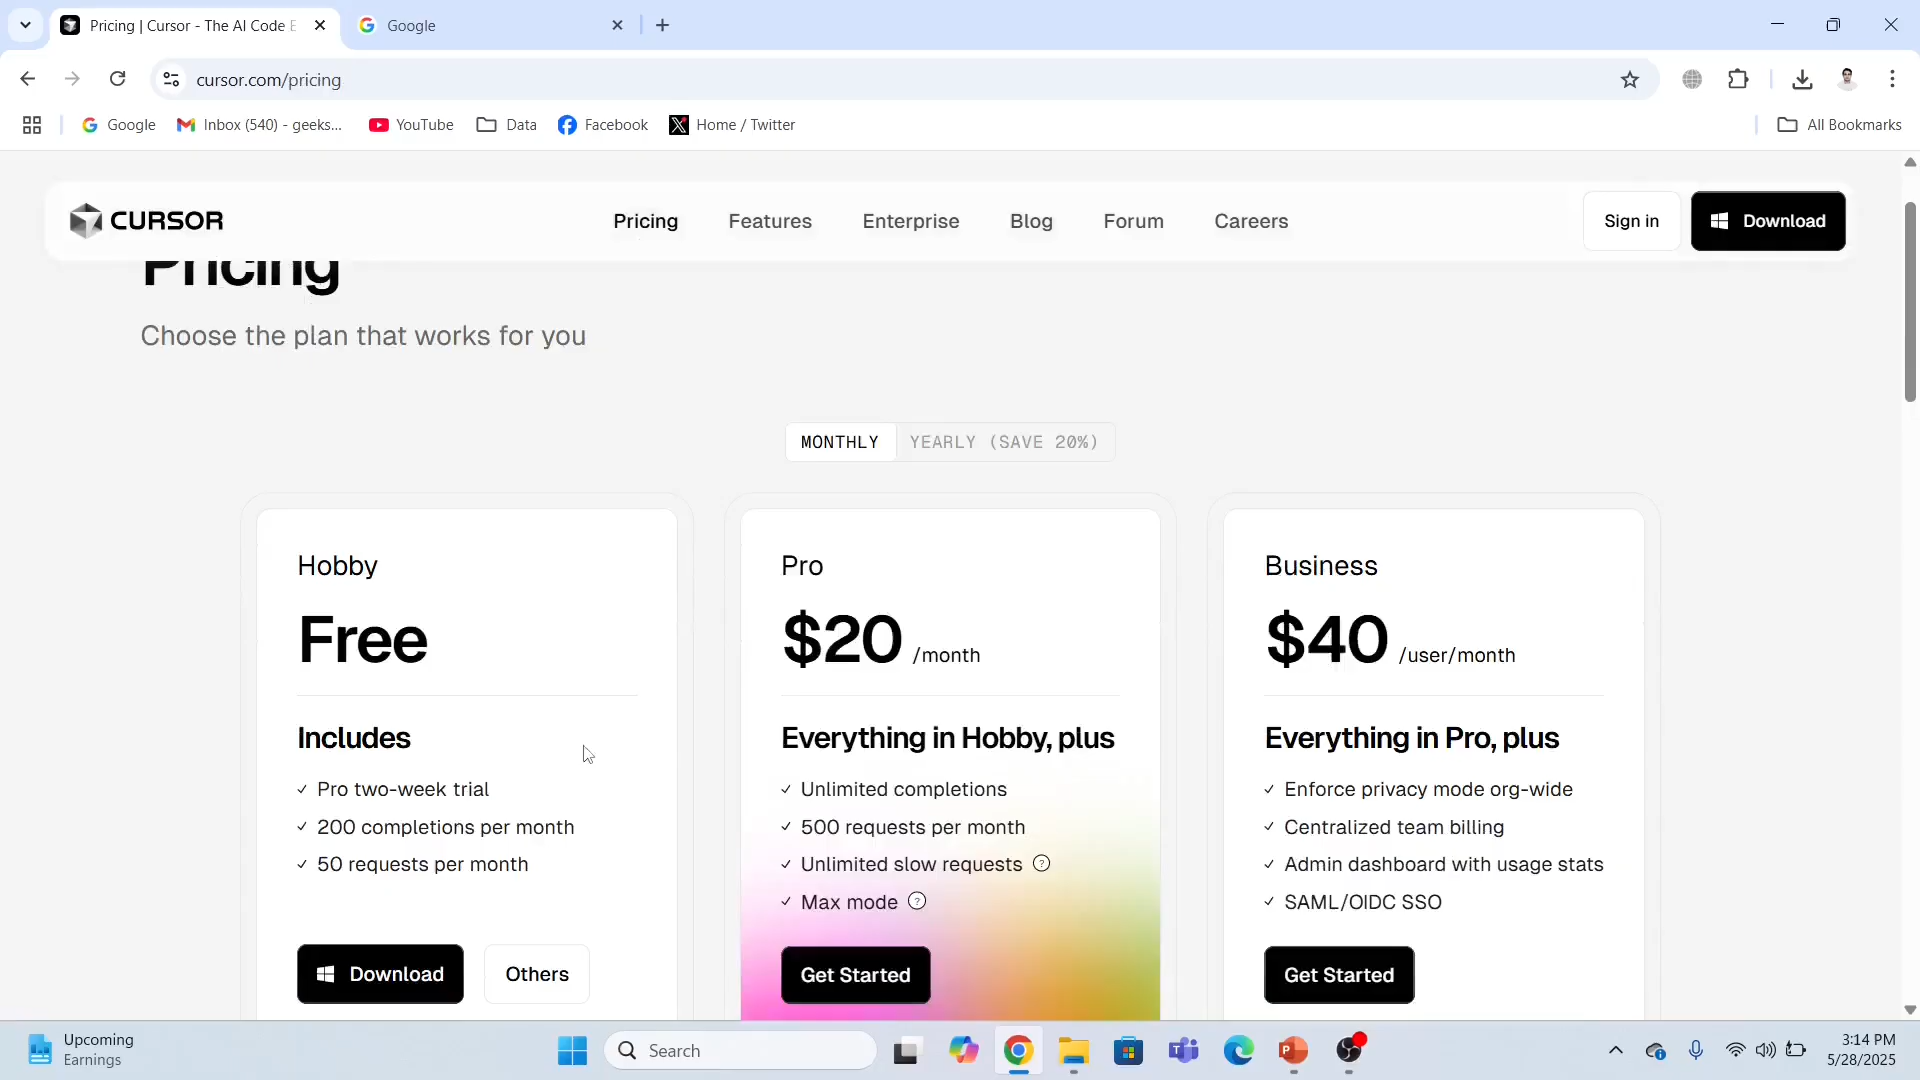 Pricing | Cursor - The AI Code E
Google
cursor.com/pricing
Google
Inbox (540) - geeks...
YouTube
Data
Facebook
Home / Twitter
All Bookmarks
CURSOR
Pricing
Features
Enterprise
Blog
Forum
Careers
Sign in
Download
Pricing
Choose the plan that works for you
MONTHLY
YEARLY (SAVE 20%)
Hobby
Free
Includes
Pro two-week trial
200 completions per month
50 requests per month
Download
Others
Pro
$20 /month
Everything in Hobby, plus
Unlimited completions
500 requests per month
Unlimited slow requests ?
Max mode ?
Get Started
Business
$40 /user/month
Everything in Pro, plus
Enforce privacy mode org-wide
Centralized team billing
Admin dashboard with usage stats
SAML/OIDC SSO
Get Started
Upcoming
Earnings
Search
3:14 PM
5/28/2025